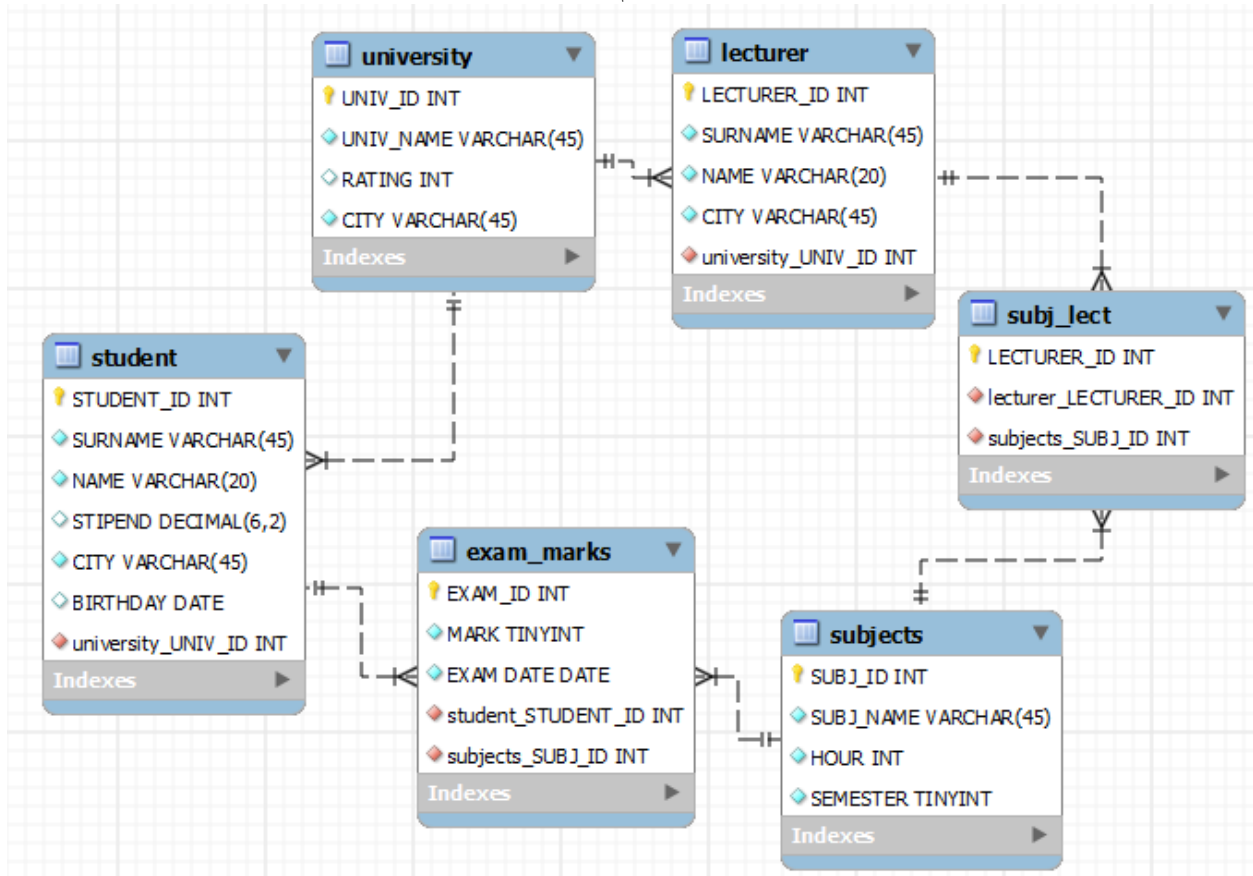 university
UNIV_ID INT
UNIV_NAME VARCHAR(45)
RATING INT
CITY VARCHAR(45)
Indexes
lecturer
LECTURER_ID INT
SURNAME VARCHAR(45)
NAME VARCHAR(20)
CITY VARCHAR(45)
university_UNIV_ID INT
Indexes
subj_lect
LECTURER_ID INT
lecturer_LECTURER_ID INT
subjects_SUBJ_ID INT
Indexes
student
STUDENT_ID INT
SURNAME VARCHAR(45)
NAME VARCHAR(20)
STIPEND DECIMAL(6,2)
CITY VARCHAR(45)
BIRTHDAY DATE
university_UNIV_ID INT
Indexes
exam_marks
EXAM_ID INT
MARK TINYINT
EXAM DATE DATE
student_STUDENT_ID INT
subjects_SUBJ_ID INT
Indexes
subjects
SUBJ_ID INT
SUBJ_NAME VARCHAR(45)
HOUR INT
SEMESTER TINYINT
Indexes